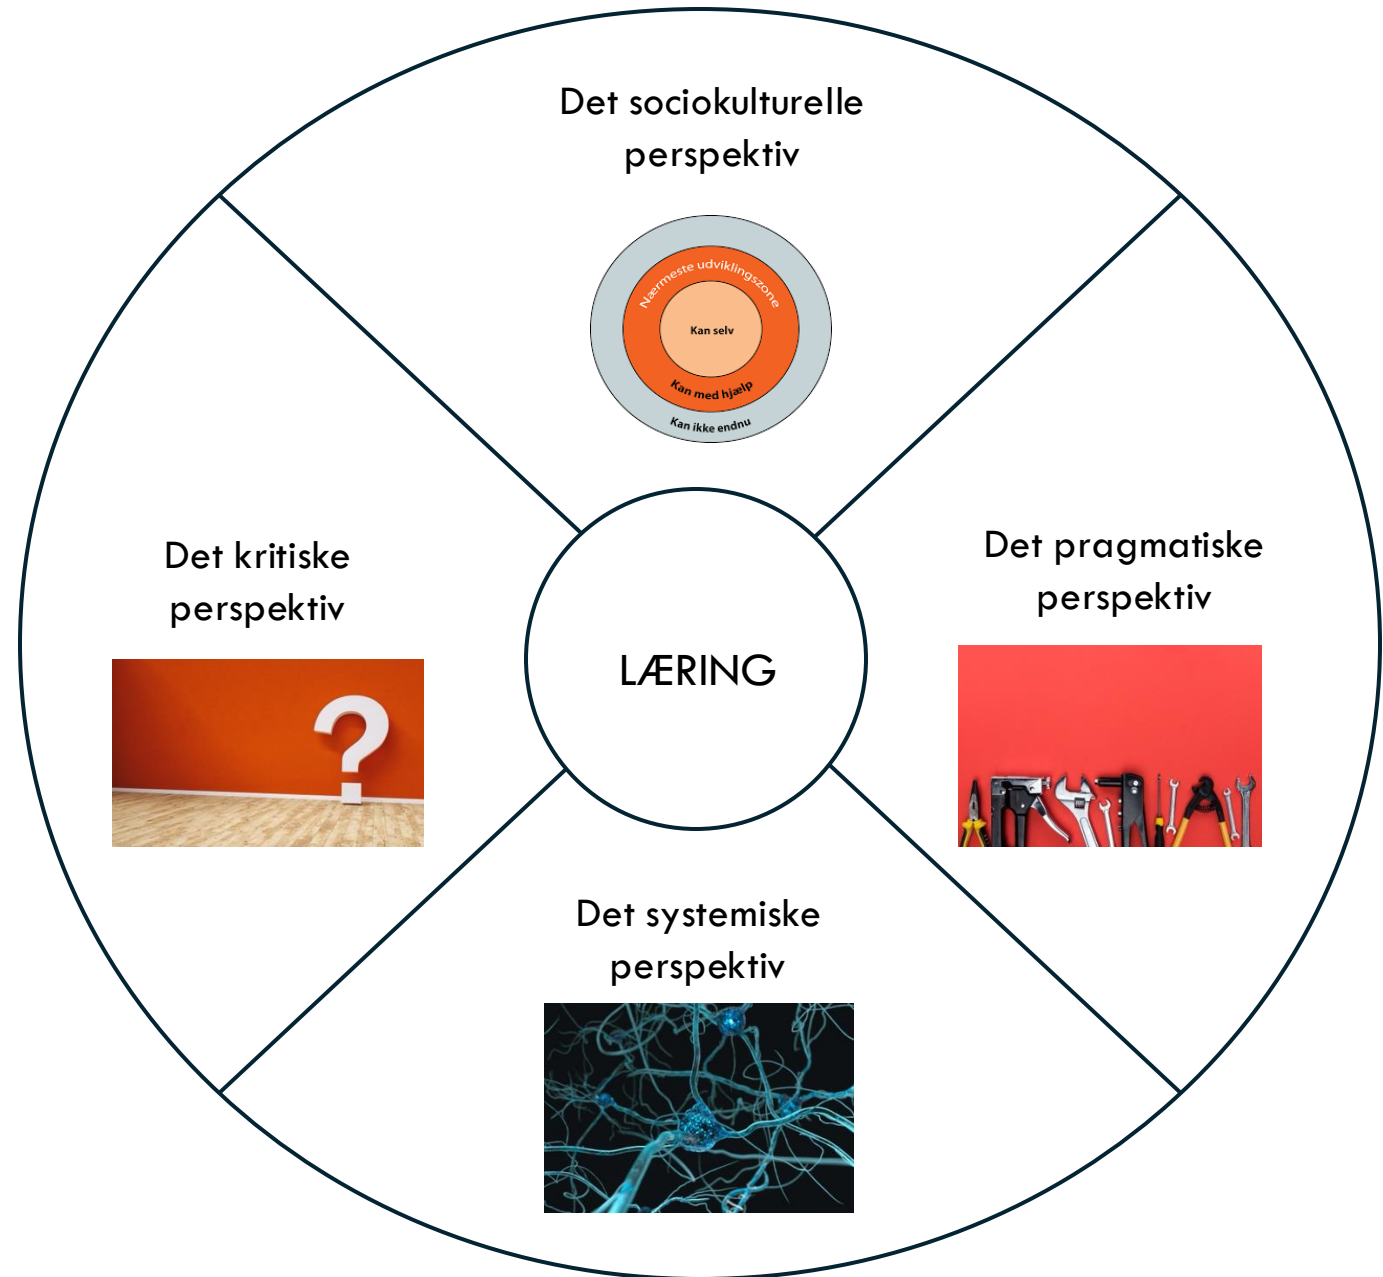 Det sociokulturelle
perspektiv
Nærmeste udviklingszone
Kan selv
Kan med hjælp
Kan ikke endnu
Det kritiske
perspektiv
Det pragmatiske
perspektiv
LÆRING
Det systemiske
perspektiv
?